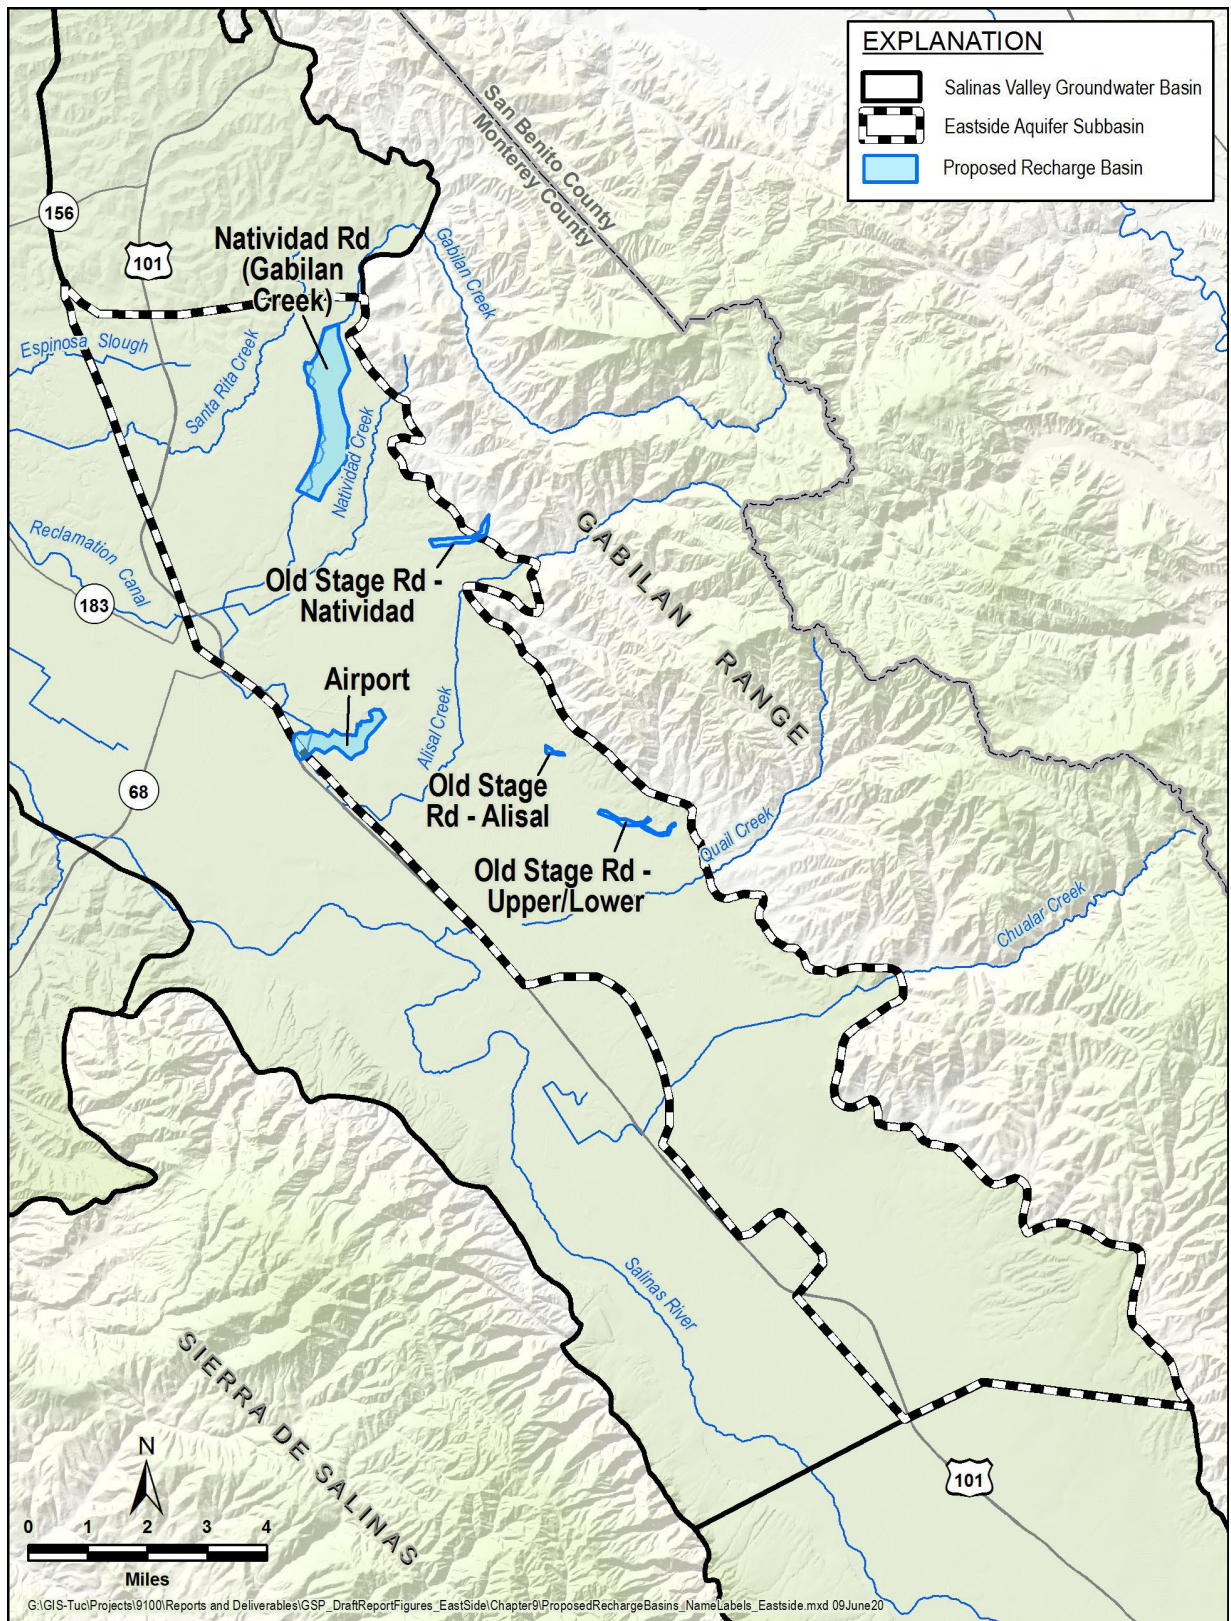 EXPLANATION
Salinas Valley Groundwater Basin
Eastside Aquifer Subbasin
Proposed Recharge Basin
San Benito County
Monterey County
156
101
Natividad Rd
(Gabilan
Creek)
Gabilan Creek
Espinosa Slough
Santa Rita Creek
Natividad Creek
Reclamation Canal
183
Old Stage Rd -
Natividad
GABILAN RANGE
Airport
Alisal Creek
68
Old Stage
Rd - Alisal
Old Stage Rd -
Upper/Lower
Quail Creek
Chualar Creek
Salinas River
SIERRA DE SALINAS
101
N
0 1 2 3 4
Miles
G:\GIS-Tuc\Projects\9100\Reports and Deliverables\GSP_DraftReportFigures_EastSide\Chapter9\ProposedRechargeBasins_NameLabels_Eastside.mxd 09June20